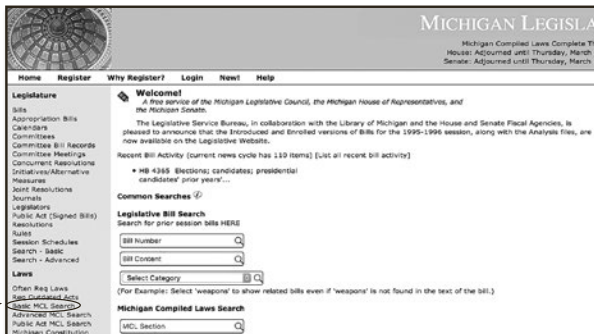 MICHIGAN LEGISLA
Michigan Compiled Laws Complete T
House: Adjourned until Thursday, March
Senate: Adjourned until Thursday, March
Home Register Why Register? Login New! Help
Legislature
Bills
Appropriation Bills
Calendars
Committees
Committee Bill Records
Committee Meetings
Concurrent Resolutions
Initiatives/Alternative
Measures
Joint Resolutions
Journals
Legislators
Public Act (Signed Bills)
Resolutions
Rules
Session Schedules
Search - Basic
Search - Advanced
Laws
Often Req Laws
Req Outdated Acts
Basic MCL Search
Advanced MCL Search
Public Act MCL Search
Michigan Constitution
Welcome!
A free service of the Michigan Legislative Council, the Michigan House of Representatives, and
the Michigan Senate.
The Legislative Service Bureau, in collaboration with the Library of Michigan and the House and Senate Fiscal Agencies, is
pleased to announce that the Introduced and Enrolled versions of Bills for the 1995-1996 session, along with the Analysis files, are
now available on the Legislative Website.
Recent Bill Activity (current news cycle has 110 items) [List all recent bill activity]
• HB 4365 Elections; candidates; presidential
candidates' prior years'...
Common Searches
Legislative Bill Search
Search for prior session bills HERE
Bill Number
Bill Content
Select Category
(For Example: Select 'weapons' to show related bills even if 'weapons' is not found in the text of the bill.)
Michigan Compiled Laws Search
MCL Section